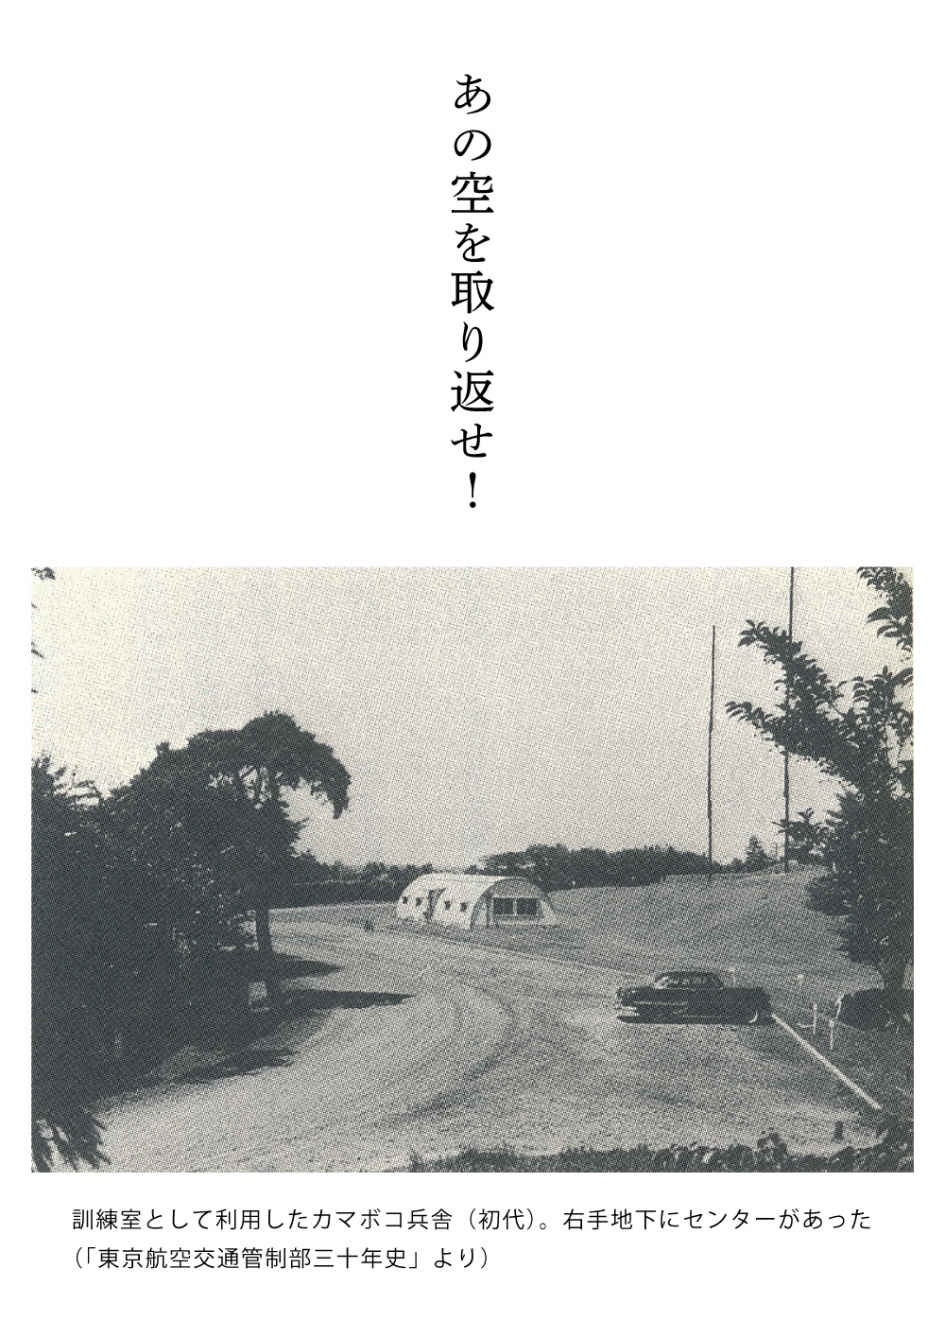 あの空を取り返せ！
訓練室として利用したカマボコ兵舎（初代）。右手地下にセンターがあった
（「東京航空交通管制部三十年史」より）